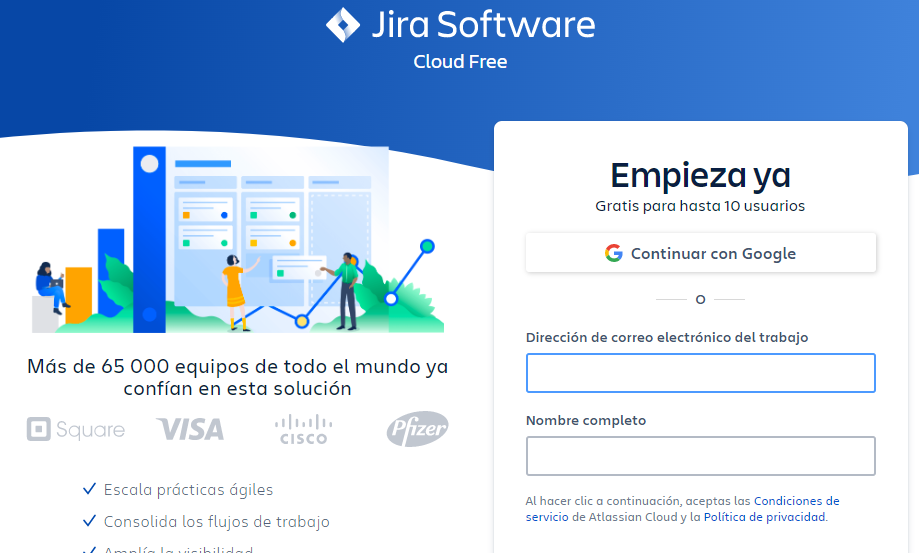 Jira Software
Cloud Free
Más de 65 000 equipos de todo el mundo ya
confían en esta solución
Square
VISA
CISCO
Pfizer
Escala prácticas ágiles
Consolida los flujos de trabajo
Amplía la visibilidad
Empieza ya
Gratis para hasta 10 usuarios
Continuar con Google
O
Dirección de correo electrónico del trabajo
Nombre completo
Al hacer clic a continuación, aceptas las Condiciones de
servicio de Atlassian Cloud y la Política de privacidad.